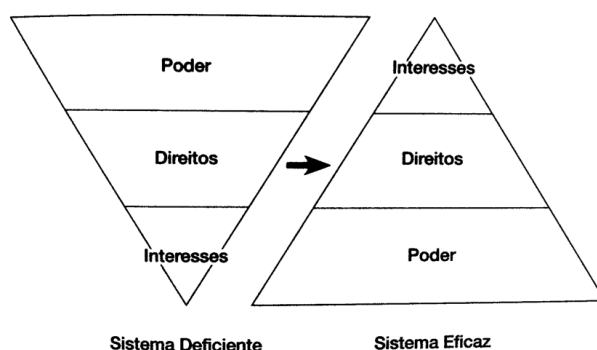 Poder
Direitos
Interesses
Interesses
Direitos
Poder
Sistema Deficiente
Sistema Eficaz